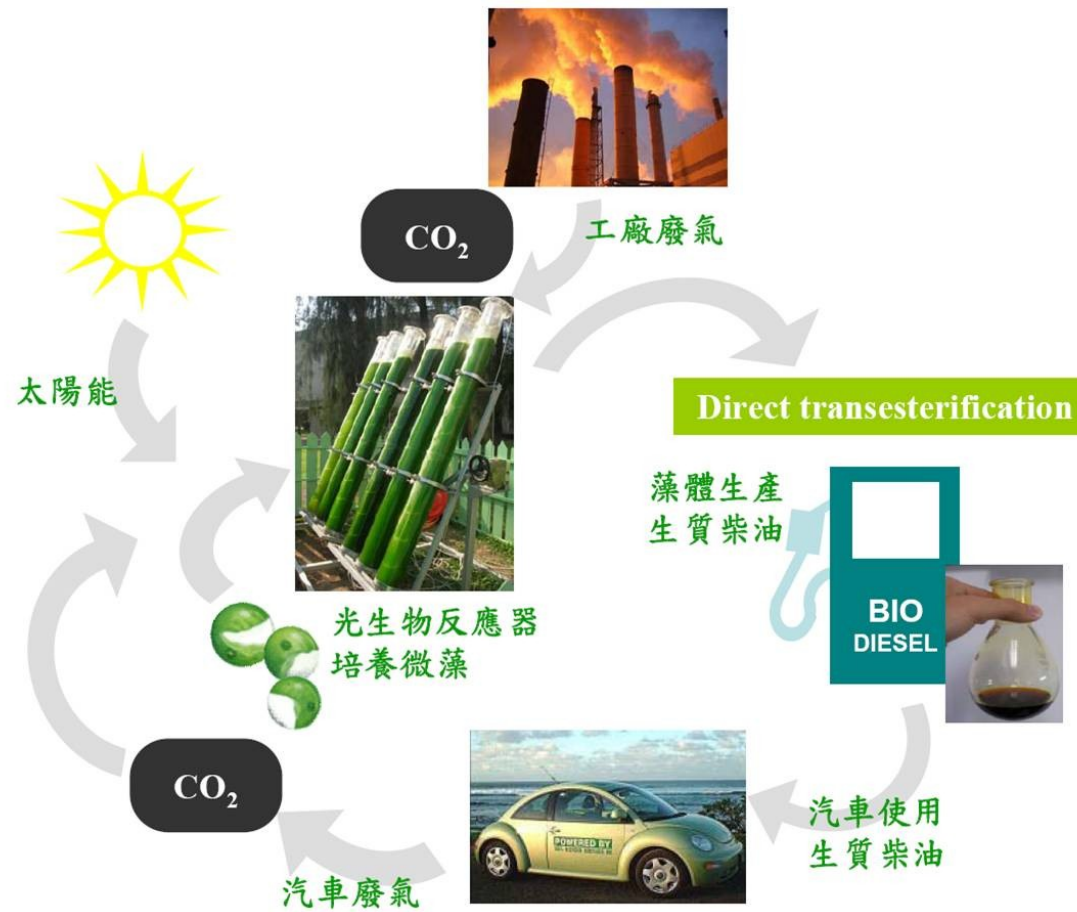 CO₂
工廠廢氣
太陽能
Direct transesterification
藻體生產
生質柴油
BIO
DIESEL
光生物反應器
培養微藻
CO₂
POWERED BY
汽車使用
生質柴油
汽車廢氣